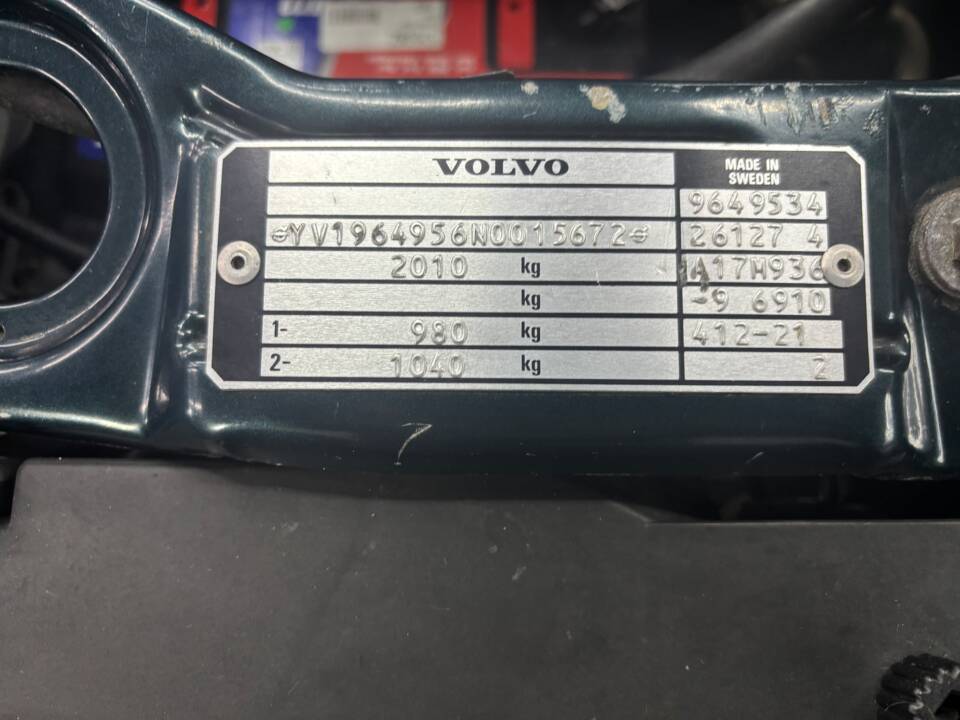 VOLVO
MADE IN
SWEDEN
9649534
YV1964956N0015672
26127 4
2010 kg
A17M936
kg
-9 6910
1- 980 kg
412-21
2- 1040 kg
2
7